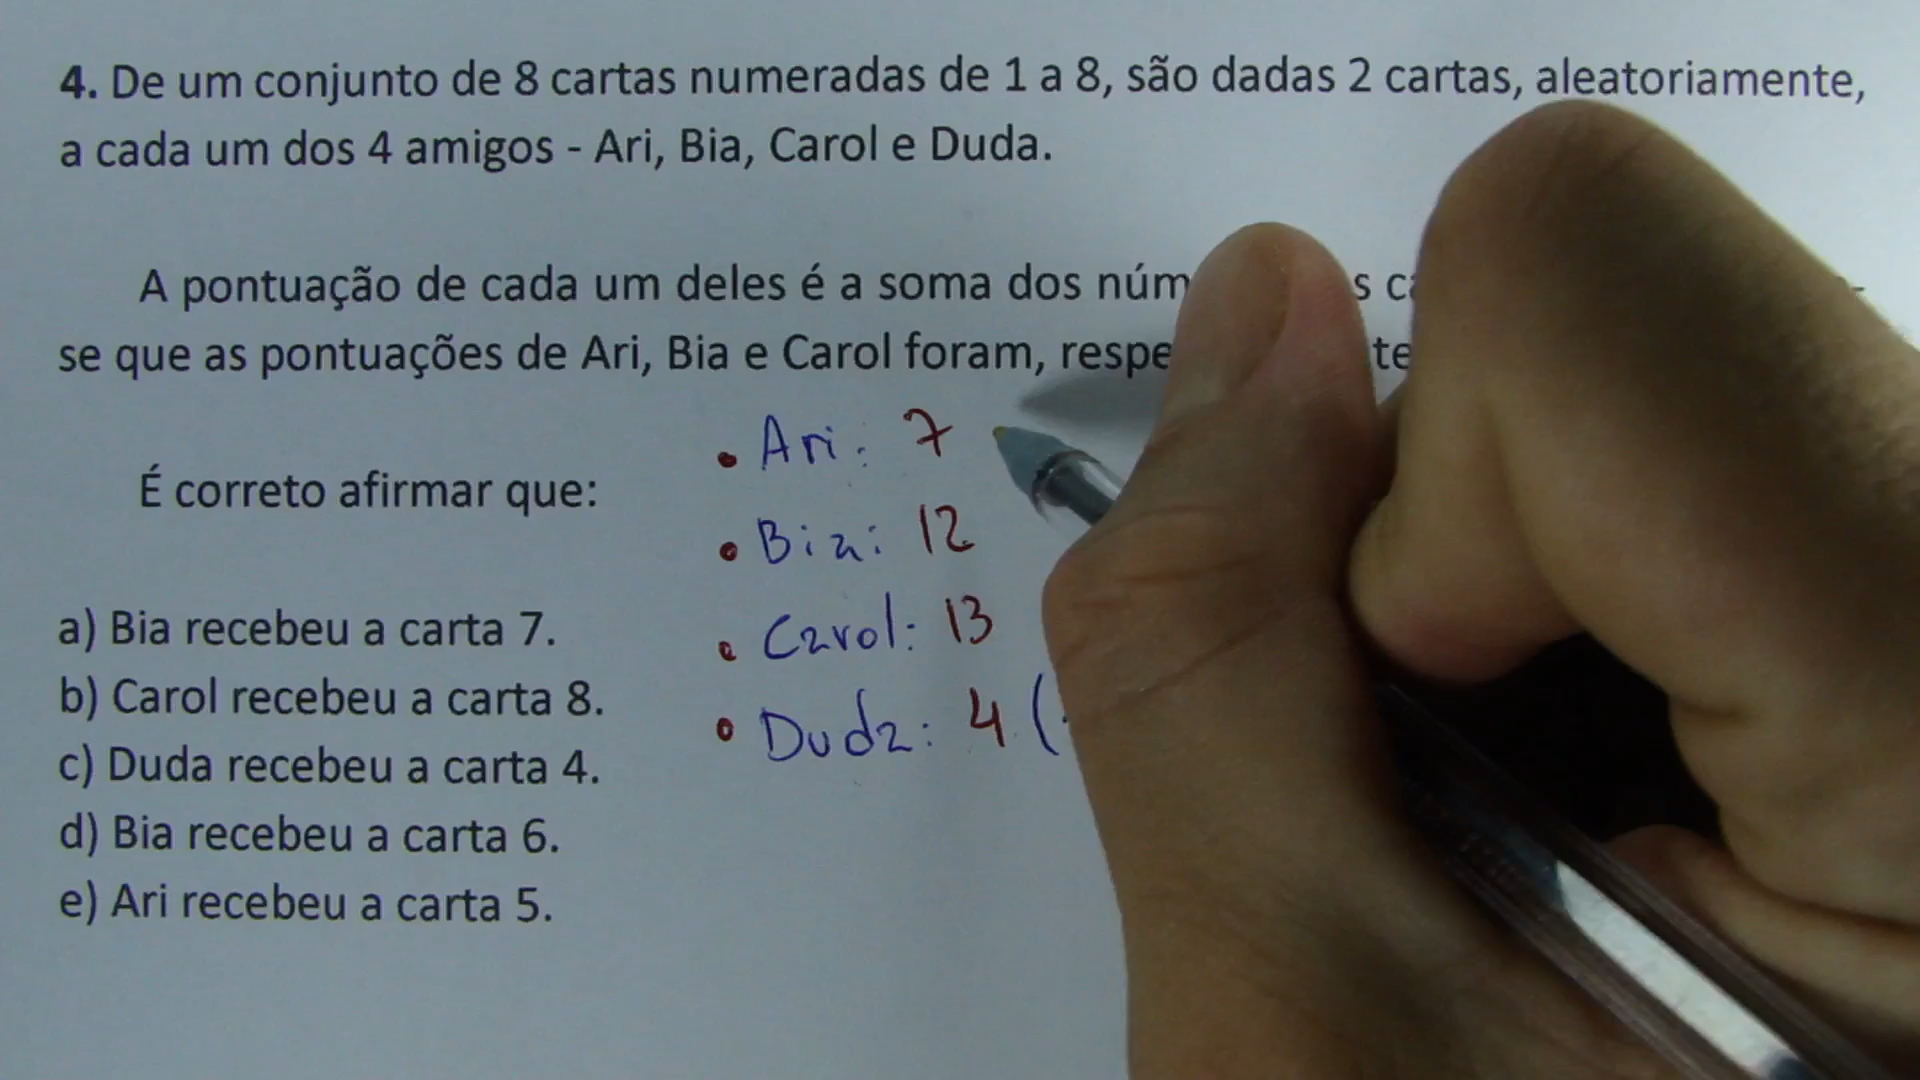 4. De um conjunto de 8 cartas numeradas de 1 a 8, são dadas 2 cartas, aleatoriamente,
a cada um dos 4 amigos - Ari, Bia, Carol e Duda.
A pontuação de cada um deles é a soma dos
se que as pontuações de Ari, Bia e Carol foram,
• Ari: 7
É correto afirmar que:
• Bia: 12
a) Bia recebeu a carta 7.
• Carol: 13
b) Carol recebeu a carta 8.
• Duda: 4 (
c) Duda recebeu a carta 4.
d) Bia recebeu a carta 6.
e) Ari recebeu a carta 5.